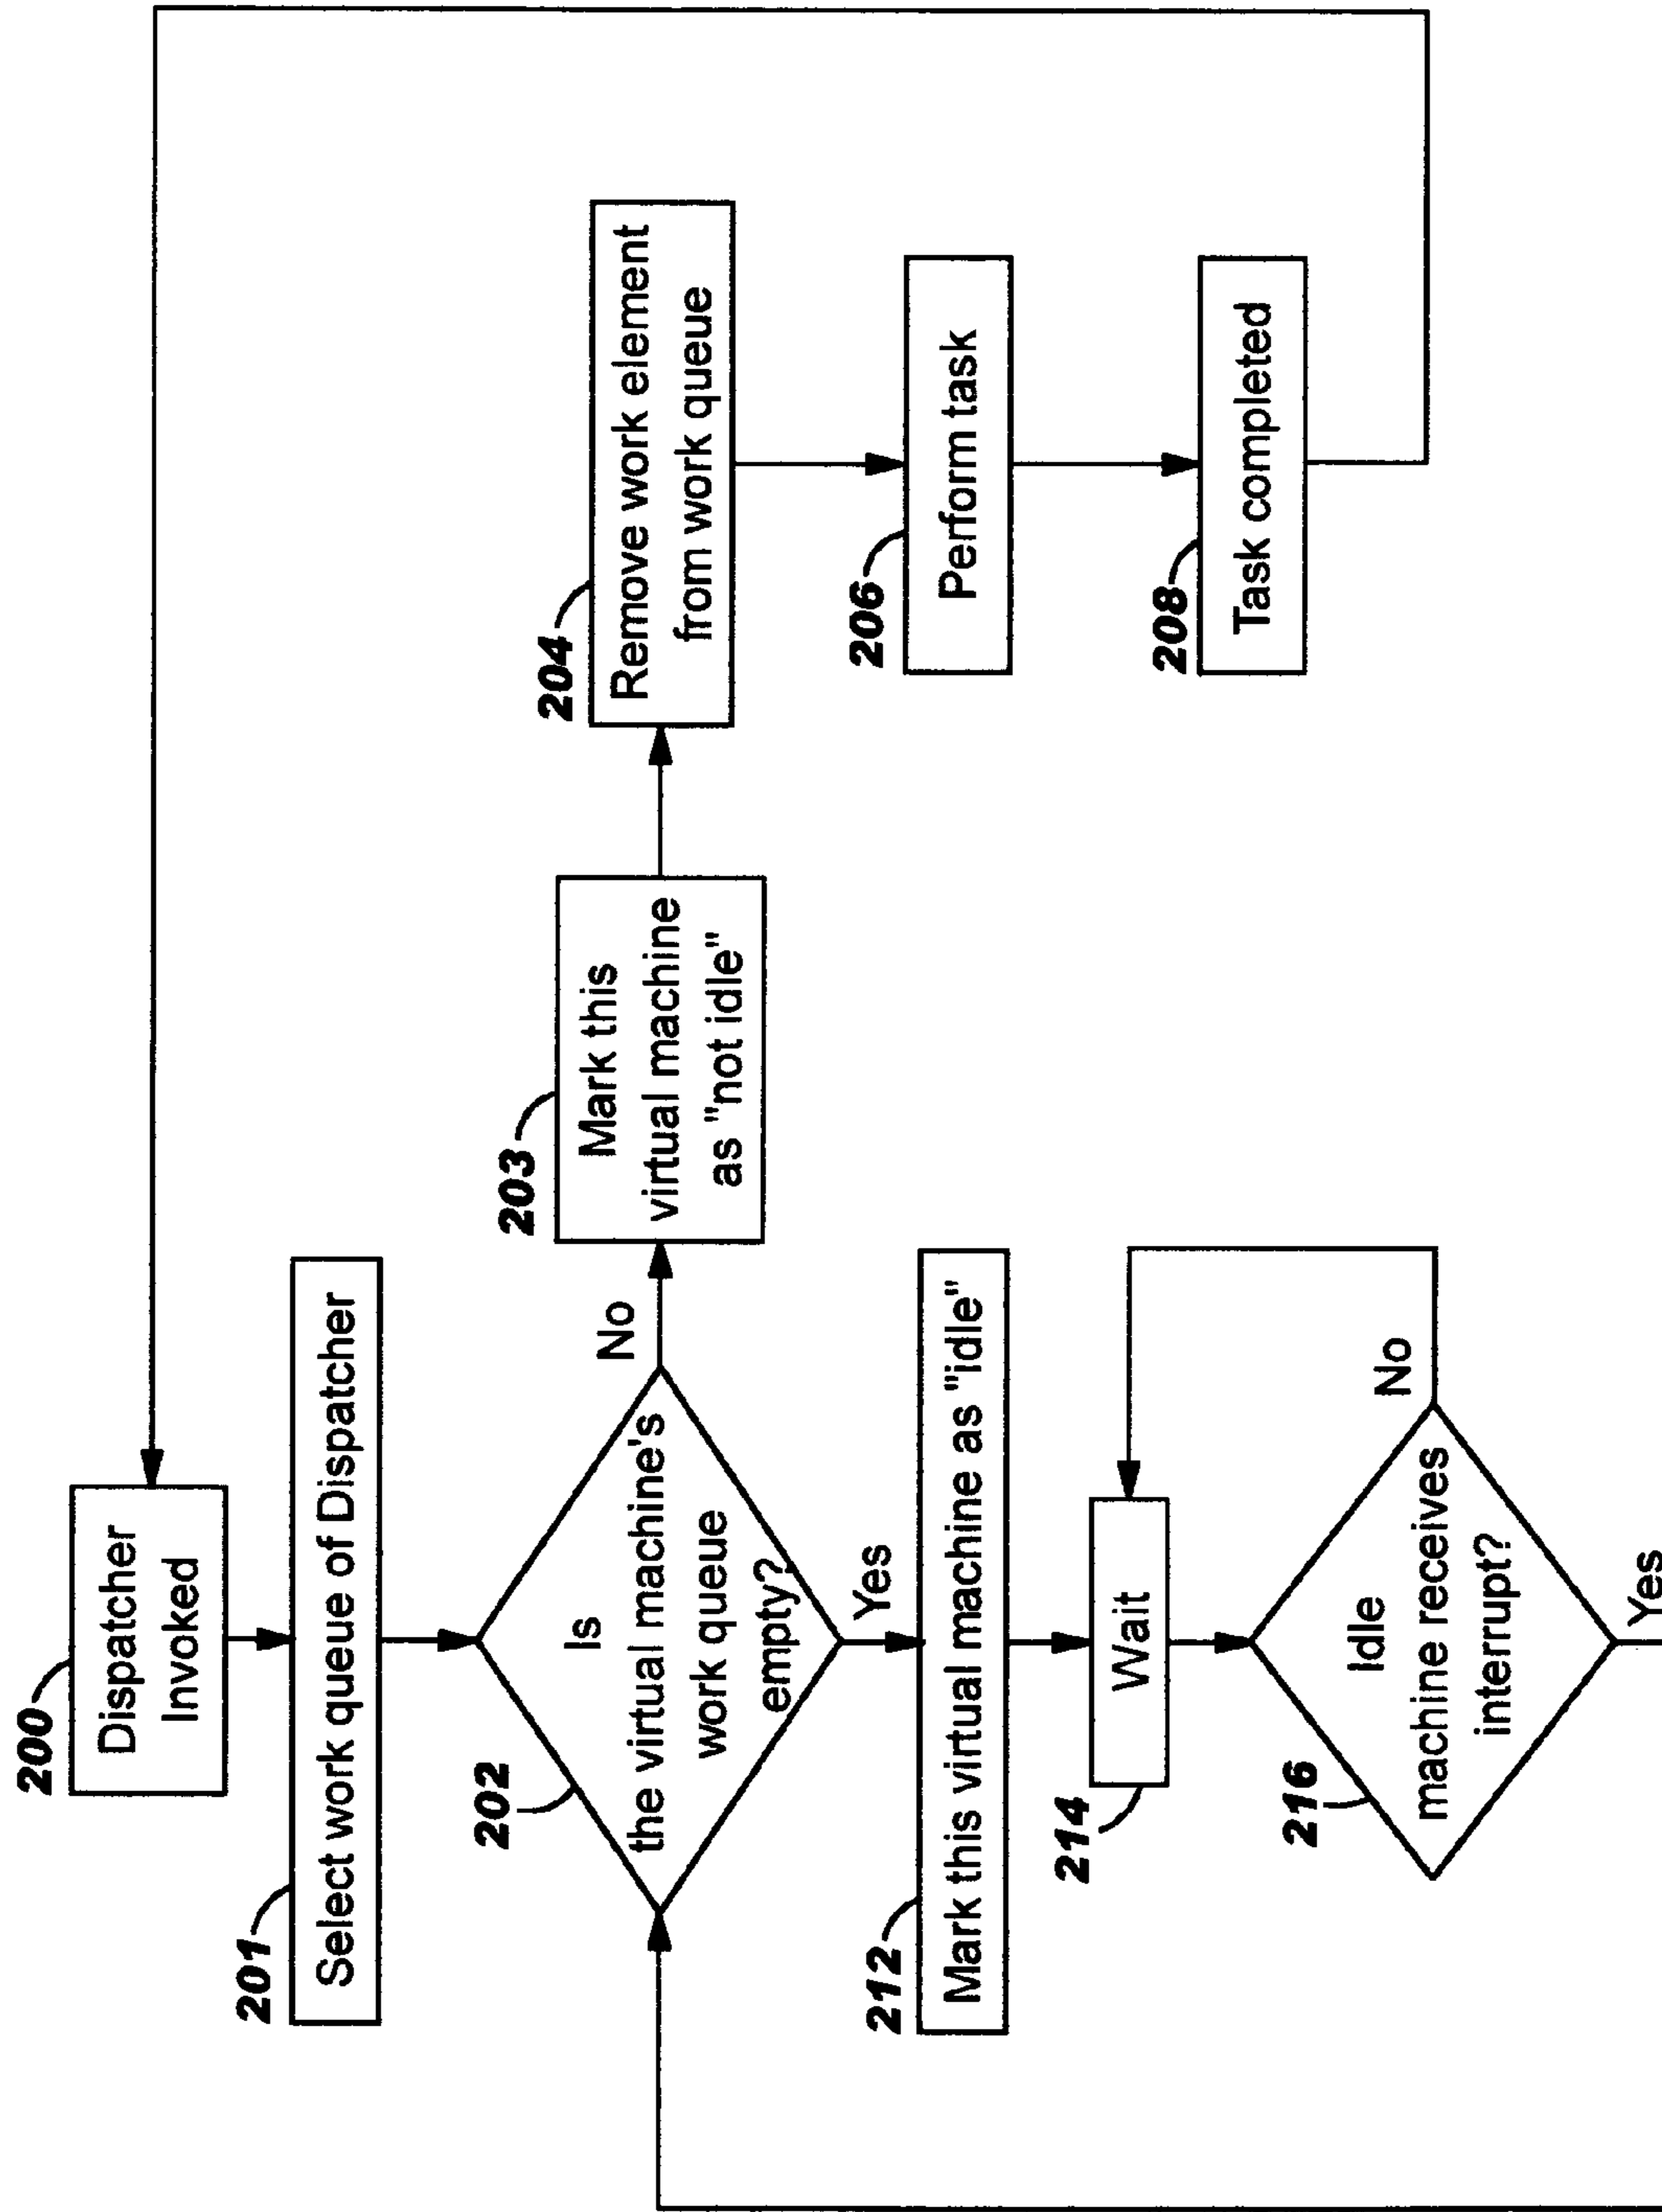 200
Dispatcher
Invoked
201
Select work queue of Dispatcher
202
Is
the virtual machine's
work queue
empty?
No
203
Mark this
virtual machine
as "not idle"
204
Remove work element
from work queue
206
Perform task
208
Task completed
Yes
212
Mark this virtual machine as "idle"
214
Wait
216
Idle
machine receives
interrupt?
No
Yes